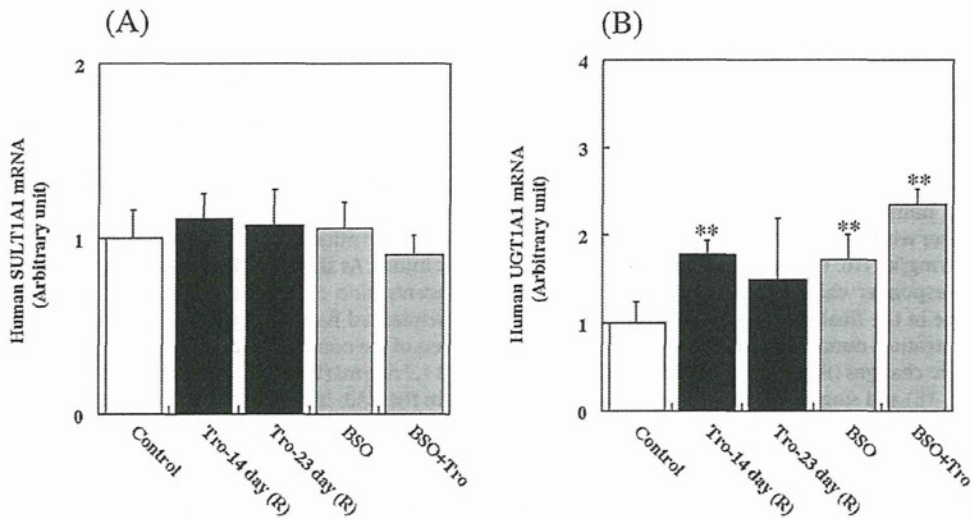 (A)
Human SULT1A1 mRNA
(Arbitrary unit)
2
1
0
Control
Tro-14 day (R)
Tro-23 day (R)
BSO
BSO+Tro
(B)
Human UGT1A1 mRNA
(Arbitrary unit)
4
3
2
1
0
**
**
**
Control
Tro-14 day (R)
Tro-23 day (R)
BSO
BSO+Tro